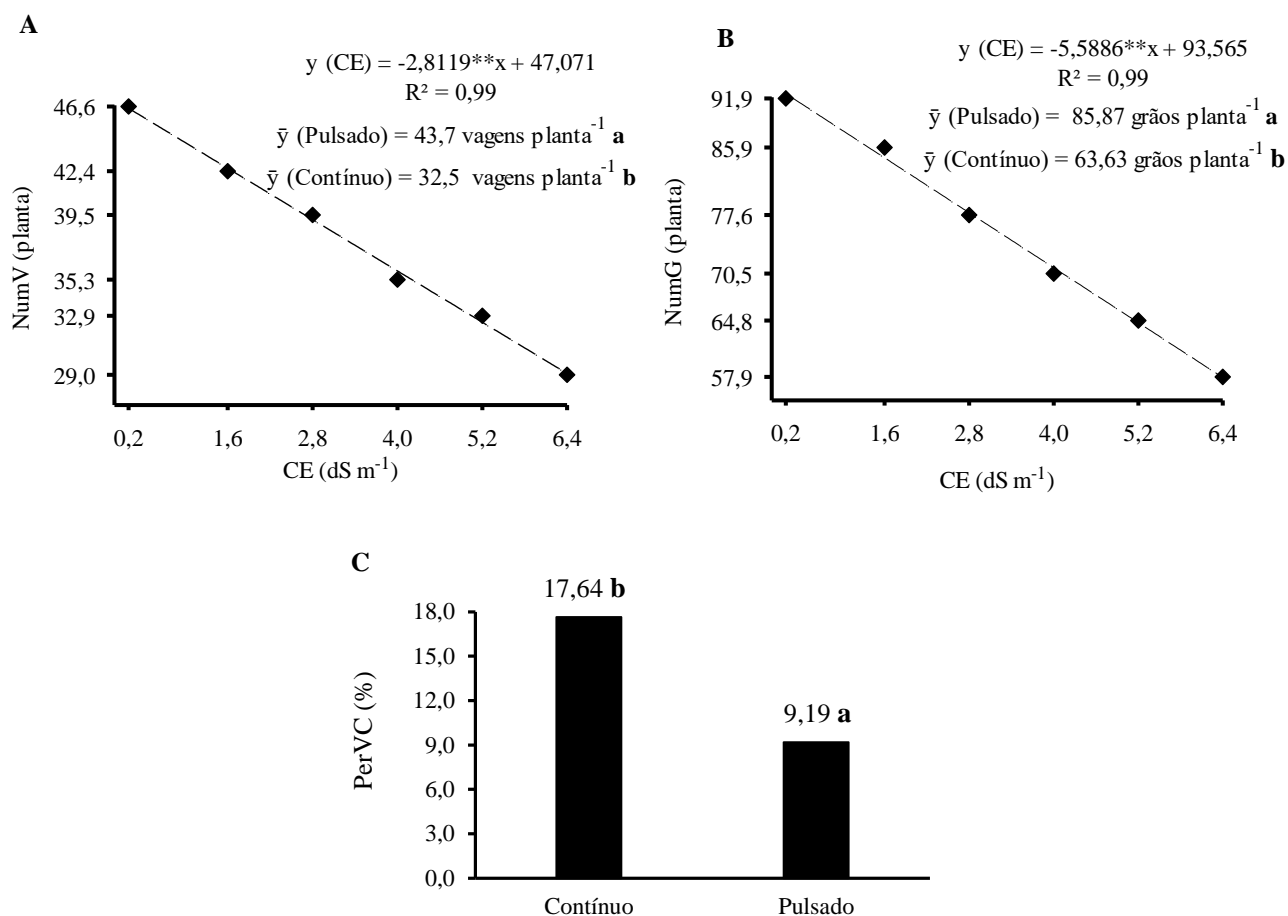 A
y (CE) = -2,8119**x + 47,071
R² = 0,99
ȳ (Pulsado) = 43,7 vagens planta⁻¹ a
ȳ (Contínuo) = 32,5 vagens planta⁻¹ b
NumV (planta)
46,6
42,4
39,5
35,3
32,9
29,0
0,2 1,6 2,8 4,0 5,2 6,4
CE (dS m⁻¹)
B
y (CE) = -5,5886**x + 93,565
R² = 0,99
ȳ (Pulsado) = 85,87 grãos planta⁻¹ a
ȳ (Contínuo) = 63,63 grãos planta⁻¹ b
NumG (planta)
91,9
85,9
77,6
70,5
64,8
57,9
0,2 1,6 2,8 4,0 5,2 6,4
CE (dS m⁻¹)
C
17,64 b
9,19 a
PerVC (%)
18,0
15,0
12,0
9,0
6,0
3,0
0,0
Contínuo Pulsado